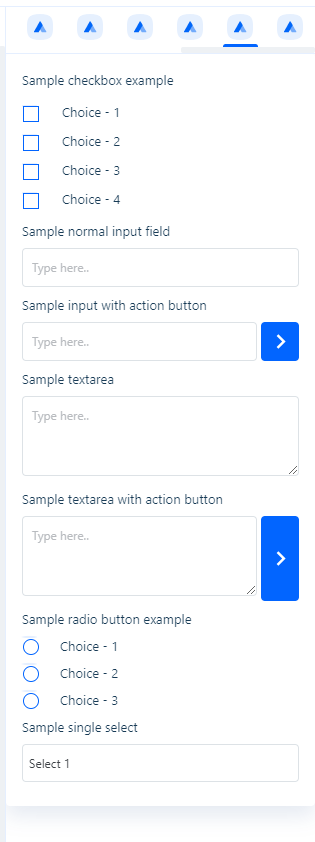 Sample checkbox example
Choice - 1
Choice - 2
Choice - 3
Choice - 4
Sample normal input field
Type here..
Sample input with action button
Type here..
Sample textarea
Type here..
Sample textarea with action button
Type here..
Sample radio button example
Choice - 1
Choice - 2
Choice - 3
Sample single select
Select 1